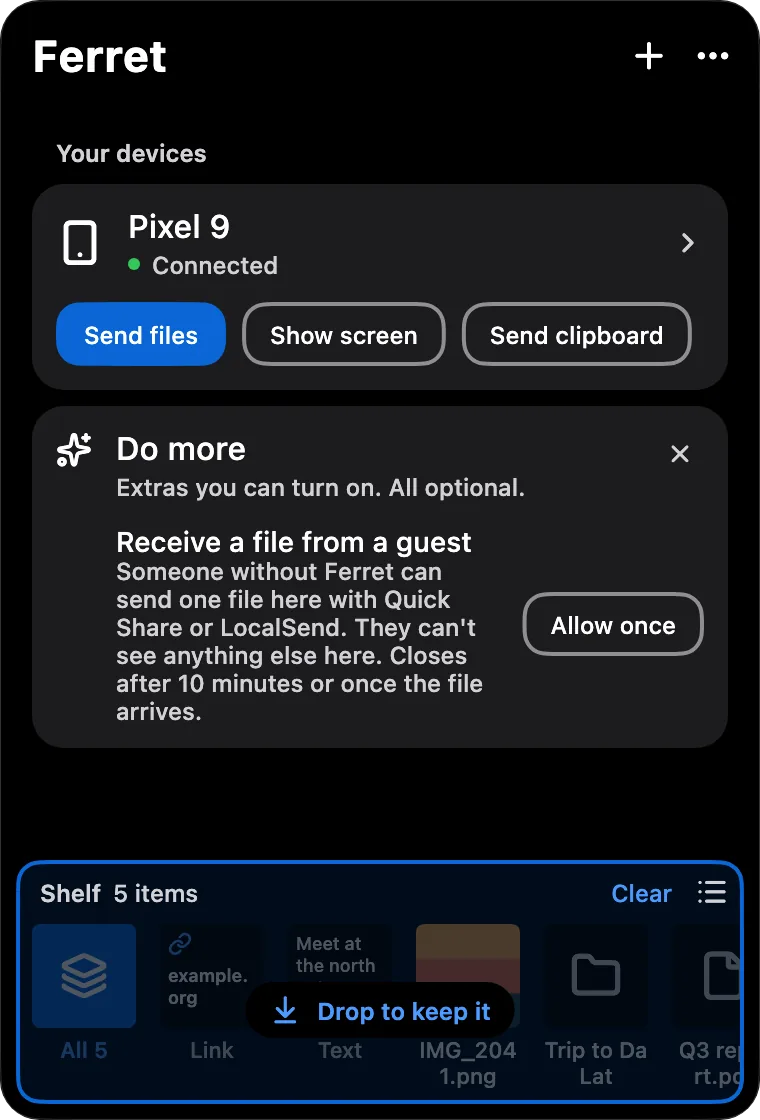 Ferret
Your devices
Pixel 9
Connected
Send files
Show screen
Send clipboard
Do more
Extras you can turn on. All optional.
Receive a file from a guest
Someone without Ferret can
send one file here with Quick
Share or LocalSend. They can't
see anything else here. Closes
after 10 minutes or once the file
arrives.
Allow once
Shelf 5 items
Clear
example.
org
Meet at
the north
Drop to keep it
All 5
Link
Text
IMG_204
1.png
Trip to Da
Lat
Q3 rep